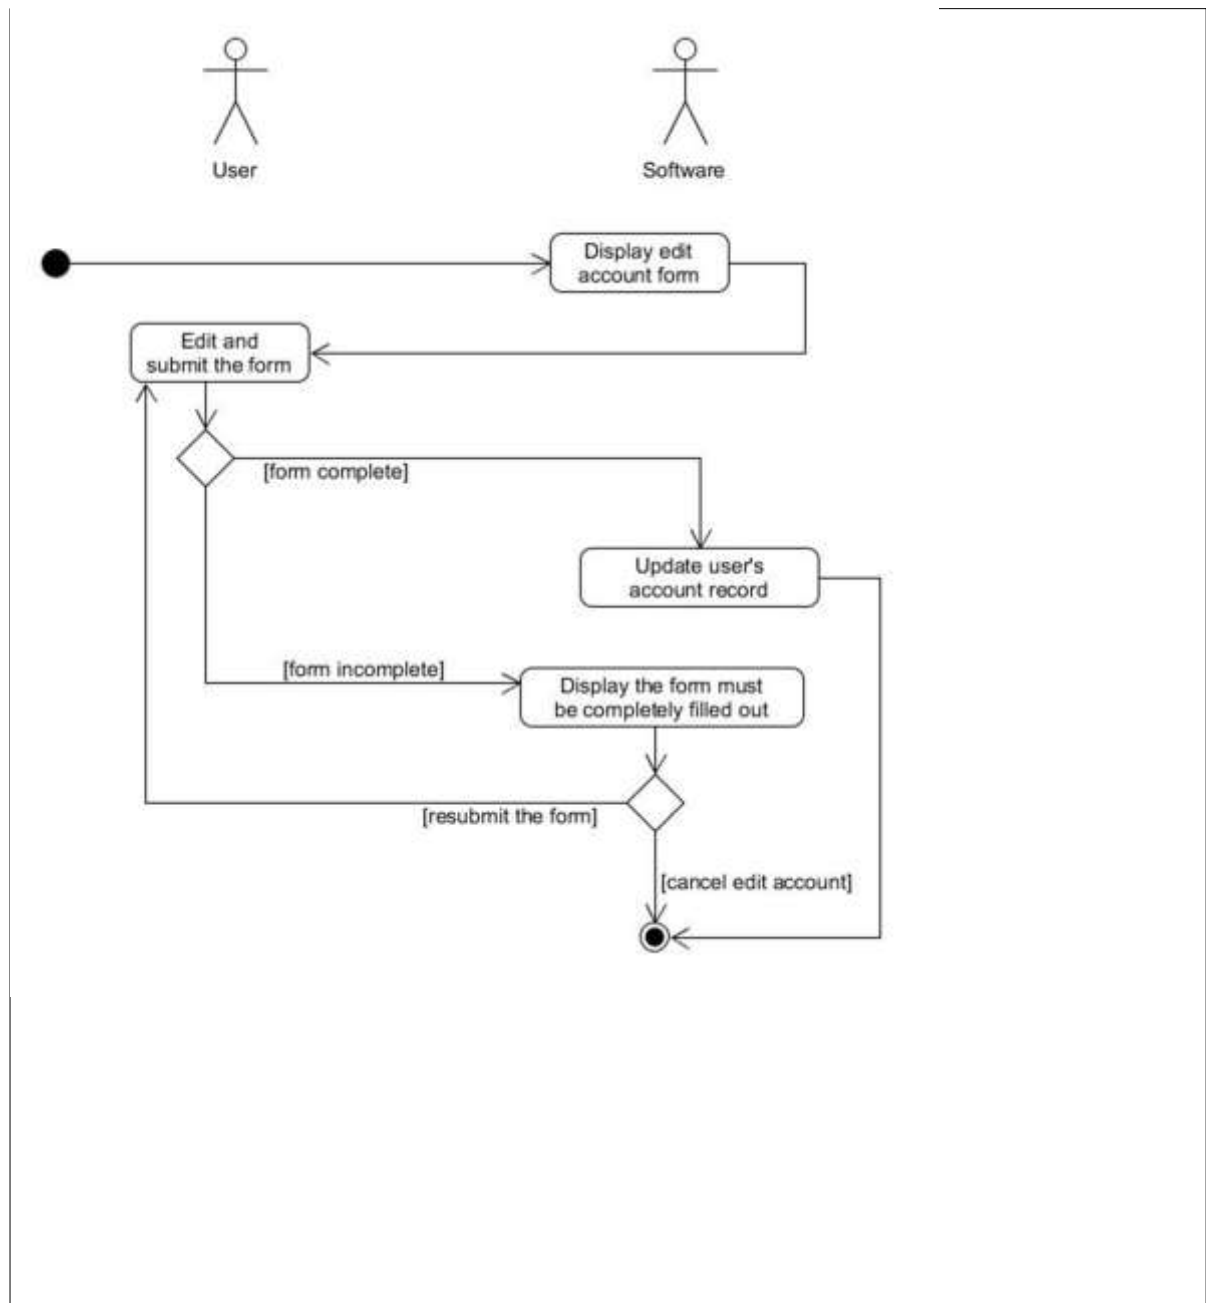 User
Software
Display edit
account form
Edit and
submit the form
[form complete]
Update user's
account record
[form incomplete]
Display the form must
be completely filled out
[resubmit the form]
[cancel edit account]